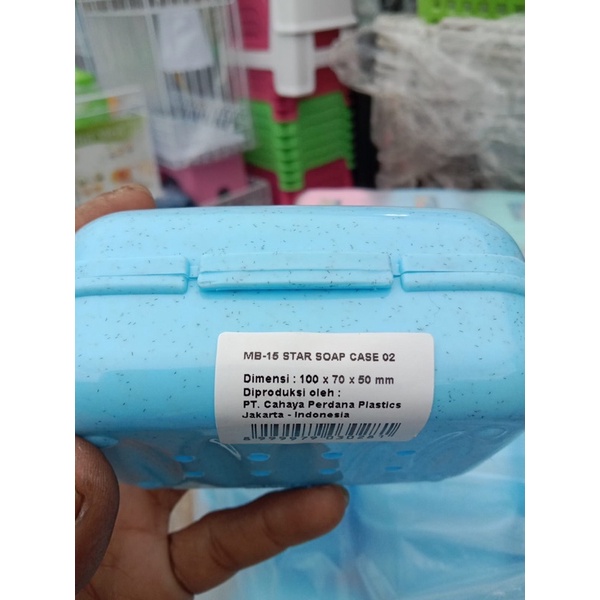 MB-15 STAR SOAP CASE 02
Dimensi : 100 x 70 x 50 mm
Diproduksi oleh :
PT. Cahaya Perdana Plastics
Jakarta - Indonesia